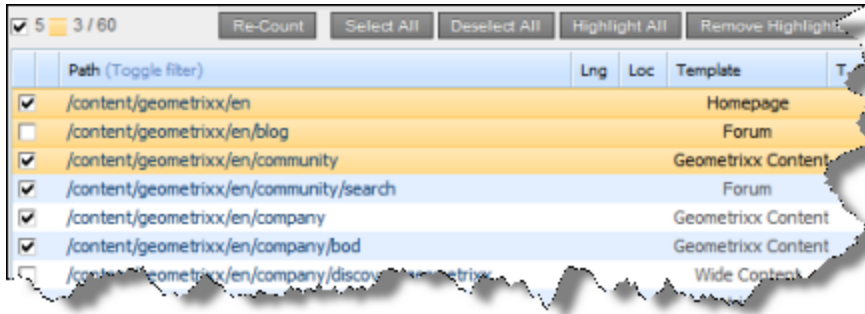 5 3 / 60 Re-Count Select All Deselect All Highlight All Remove
Path (Toggle filter) Lng Loc Template
/content/geometrixx/en Homepage
/content/geometrixx/en/blog Forum
/content/geometrixx/en/community Geometrixx Content
/content/geometrixx/en/community/search Forum
/content/geometrixx/en/company Geometrixx Content
/content/geometrixx/en/company/bod Geometrixx Content
Wide Content